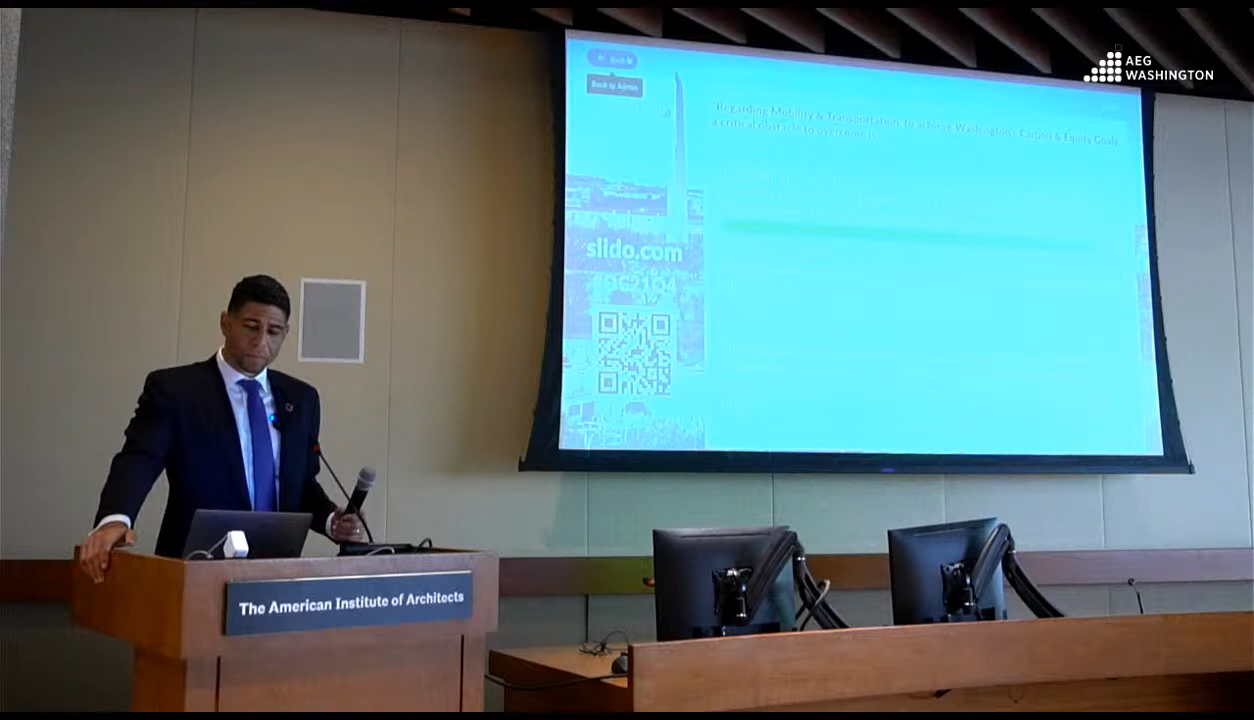 AEG
WASHINGTON
Back
Back to Admin
"Regarding Mobility & Transportation, to achieve Washington's Carbon & Equity Goals
a critical obstacle to overcome is
slido.com
The American Institute of Architects